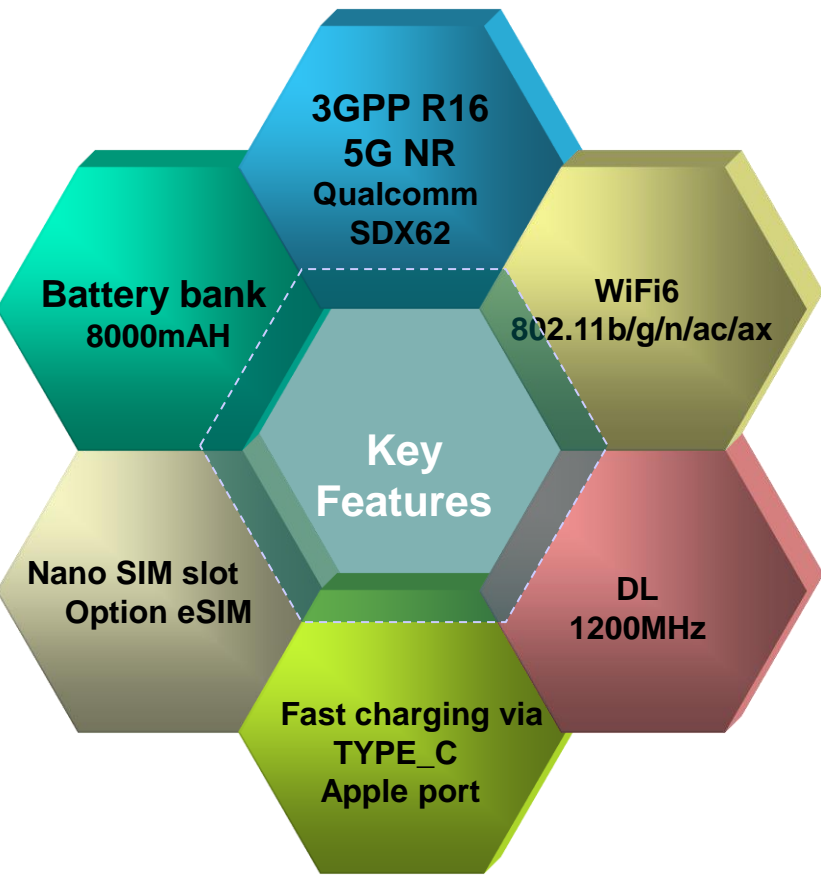 3GPP R16
5G NR
Qualcomm
SDX62
Battery bank
8000mAH
WiFi6
802.11b/g/n/ac/ax
Key
Features
Nano SIM slot
Option eSIM
DL
1200MHz
Fast charging via
TYPE_C
Apple port